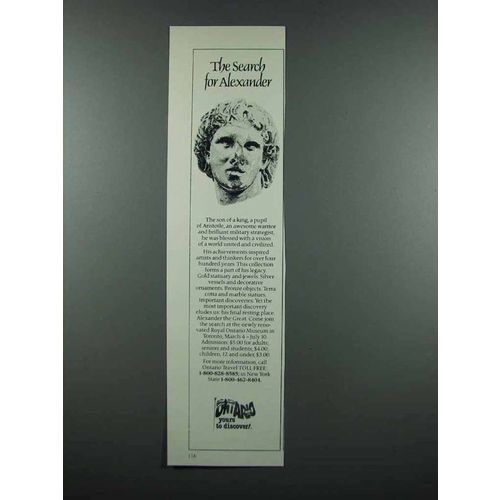 The Search
for Alexander
The son of a king, a pupil
of Aristotle, an awesome warrior
and brilliant military strategist,
he was blessed with a vision
of a world united and civilized.
His achievements inspired
artists and thinkers for over four
hundred years. This collection
forms a part of his legacy.
Gold statuary and jewels. Silver
vessels and decorative
ornaments. Bronze objects. Terra
cotta and marble statues,
important discoveries. Yet the
most important discovery
eludes us: his final resting place.
Alexander the Great. Come join
the search at the newly reno-
vated Royal Ontario Museum in
Toronto, March 4 – July 10.
Admission: $5.00 for adults;
seniors and students, $4.00;
children, 12 and under, $3.00.
For more information, call
Ontario Travel TOLL FREE
1-800-828-8585; in New York
State 1-800-462-8404.
ONTARIO
yours
to discover!